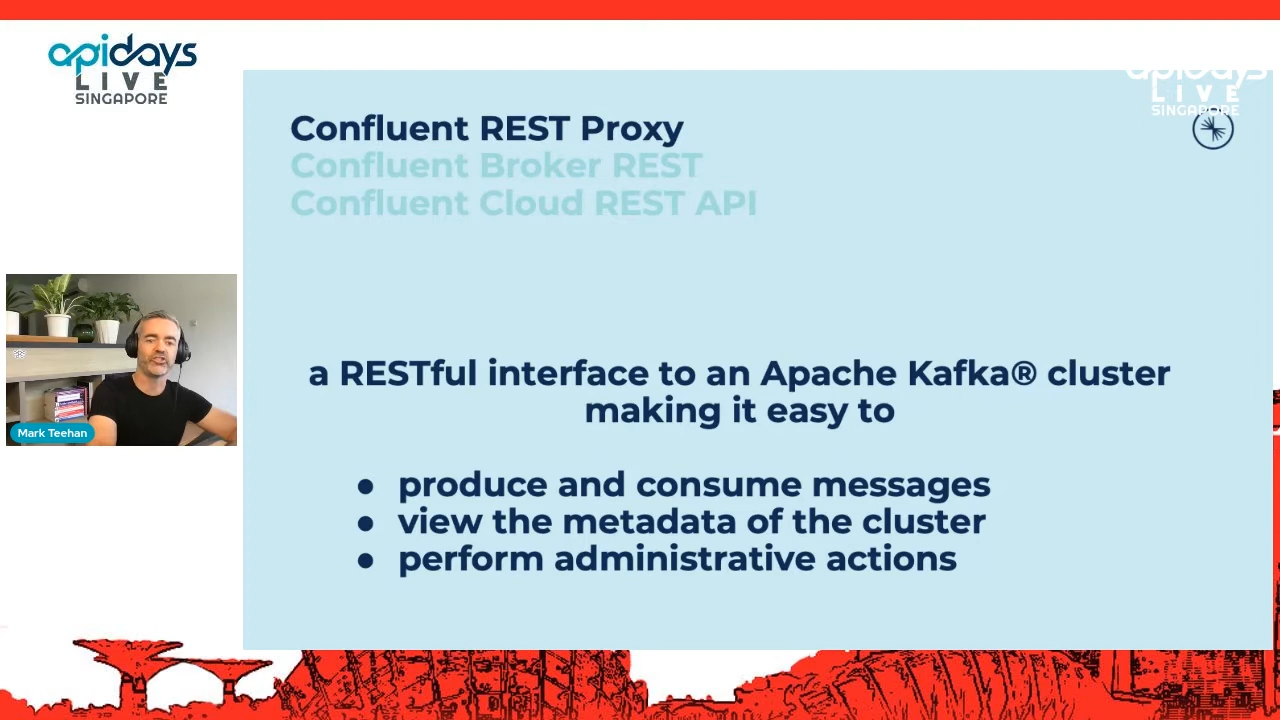 apidays
LIVE
SINGAPORE
apidays
LIVE
SINGAPORE
Confluent REST Proxy
Confluent Broker REST
Confluent Cloud REST API
a RESTful interface to an Apache Kafka® cluster
making it easy to
● produce and consume messages
● view the metadata of the cluster
● perform administrative actions
Mark Teehan